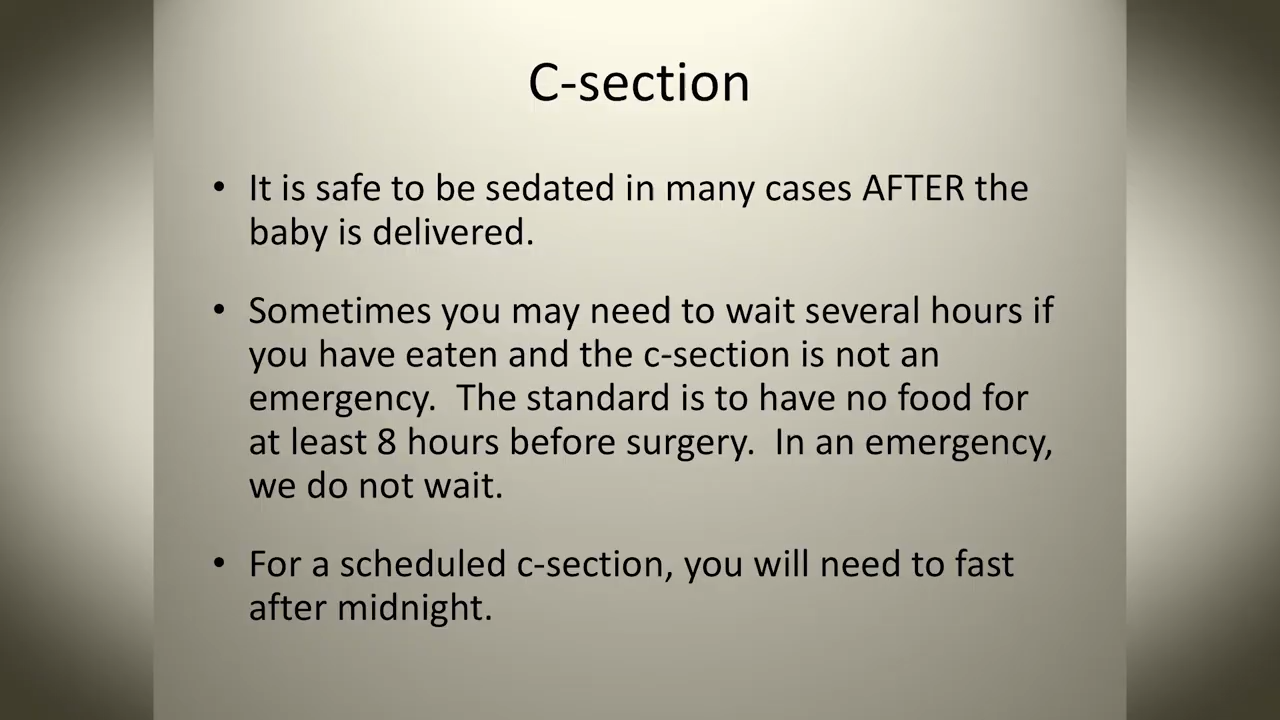 C-section
• It is safe to be sedated in many cases AFTER the
baby is delivered.
• Sometimes you may need to wait several hours if
you have eaten and the c-section is not an
emergency.  The standard is to have no food for
at least 8 hours before surgery.  In an emergency,
we do not wait.
• For a scheduled c-section, you will need to fast
after midnight.